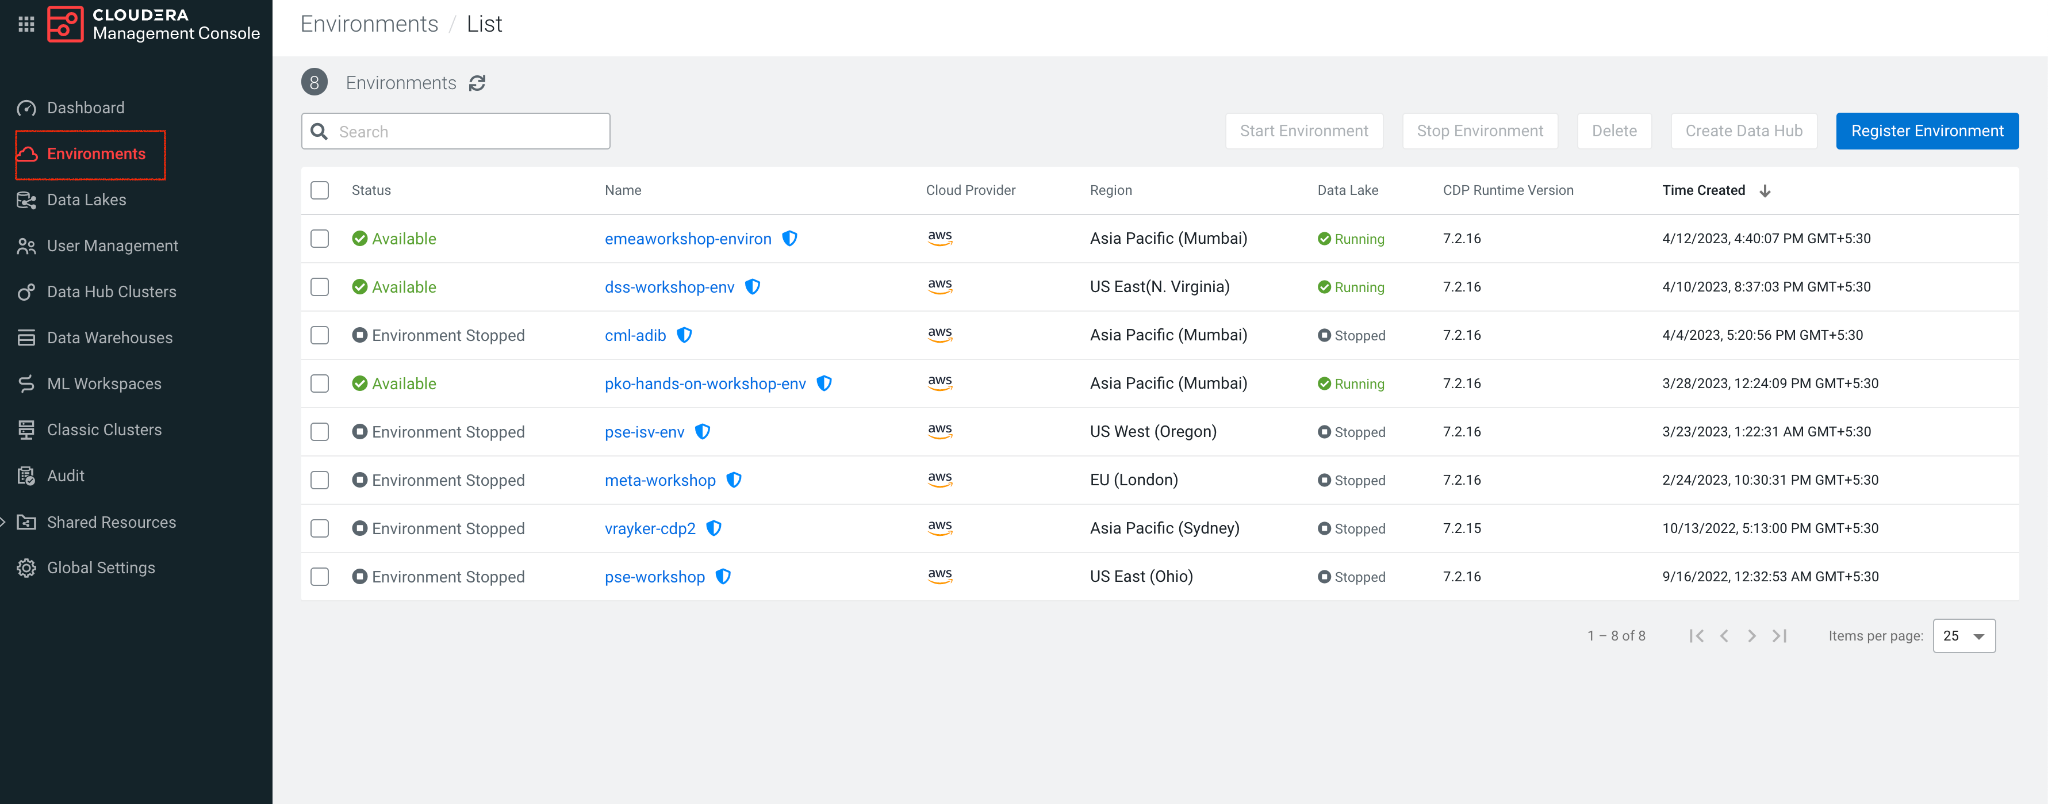 CLOUDERA
Management Console
Dashboard
Environments
Data Lakes
User Management
Data Hub Clusters
Data Warehouses
ML Workspaces
Classic Clusters
Audit
Shared Resources
Global Settings
Environments / List
8 Environments
Search
Start Environment Stop Environment Delete Create Data Hub Register Environment
Status Name Cloud Provider Region Data Lake CDP Runtime Version Time Created
Available emeaworkshop-environ aws Asia Pacific (Mumbai) Running 7.2.16 4/12/2023, 4:40:07 PM GMT+5:30
Available dss-workshop-env aws US East(N. Virginia) Running 7.2.16 4/10/2023, 8:37:03 PM GMT+5:30
Environment Stopped cml-adib aws Asia Pacific (Mumbai) Stopped 7.2.16 4/4/2023, 5:20:56 PM GMT+5:30
Available pko-hands-on-workshop-env aws Asia Pacific (Mumbai) Running 7.2.16 3/28/2023, 12:24:09 PM GMT+5:30
Environment Stopped pse-isv-env aws US West (Oregon) Stopped 7.2.16 3/23/2023, 1:22:31 AM GMT+5:30
Environment Stopped meta-workshop aws EU (London) Stopped 7.2.16 2/24/2023, 10:30:31 PM GMT+5:30
Environment Stopped vrayker-cdp2 aws Asia Pacific (Sydney) Stopped 7.2.15 10/13/2022, 5:13:00 PM GMT+5:30
Environment Stopped pse-workshop aws US East (Ohio) Stopped 7.2.16 9/16/2022, 12:32:53 AM GMT+5:30
1 – 8 of 8 Items per page: 25